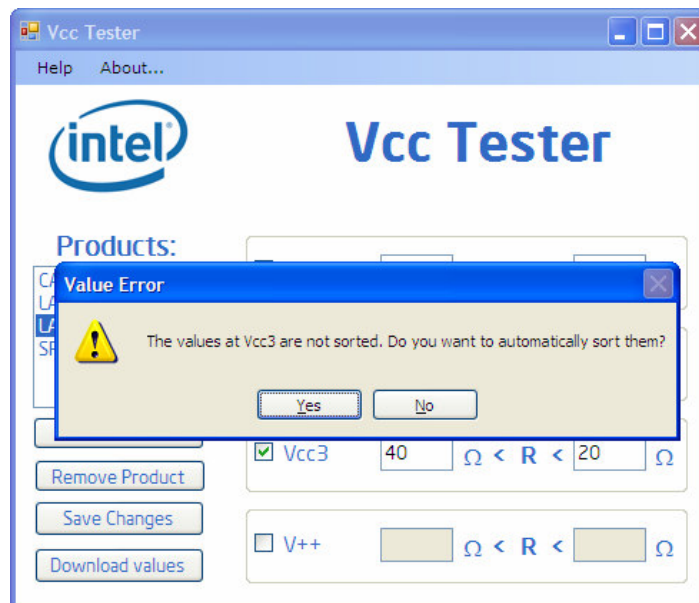 Vcc Tester
Help About...
intel
Vcc Tester
Products:
Value Error
The values at Vcc3 are not sorted. Do you want to automatically sort them?
Yes No
Vcc3 40 Ω < R < 20 Ω
Remove Product
Save Changes
V++ Ω < R < Ω
Download values